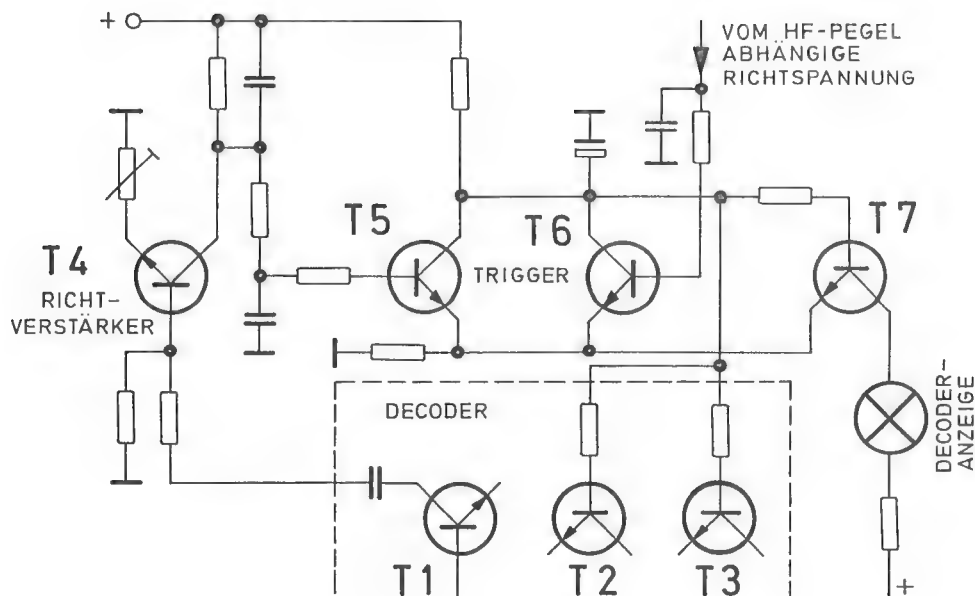 +
VOM HF-PEGEL
ABHÄNGIGE
RICHTSPANNUNG
T4
RICHT-
VERSTÄRKER
T5
TRIGGER
T6
T7
DECODER
DECODER-
ANZEIGE
T1
T2
T3
+